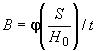 B = φ(S / H₀) / t